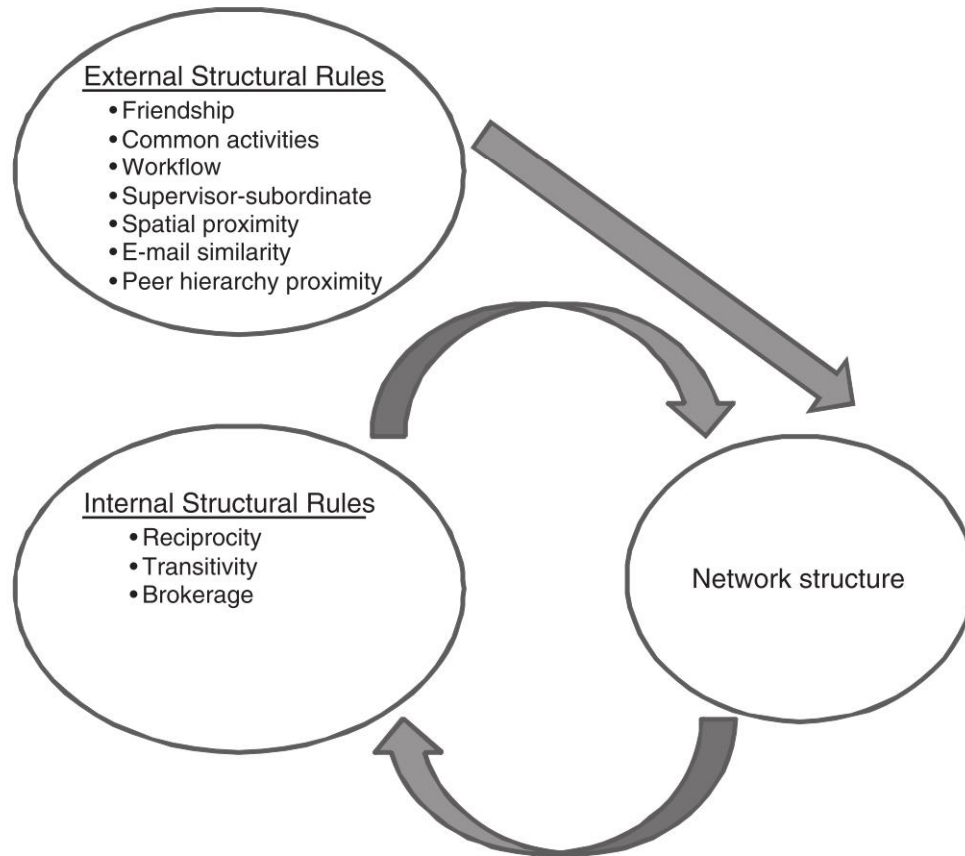 External Structural Rules
• Friendship
• Common activities
• Workflow
• Supervisor-subordinate
• Spatial proximity
• E-mail similarity
• Peer hierarchy proximity
Internal Structural Rules
• Reciprocity
• Transitivity
• Brokerage
Network structure